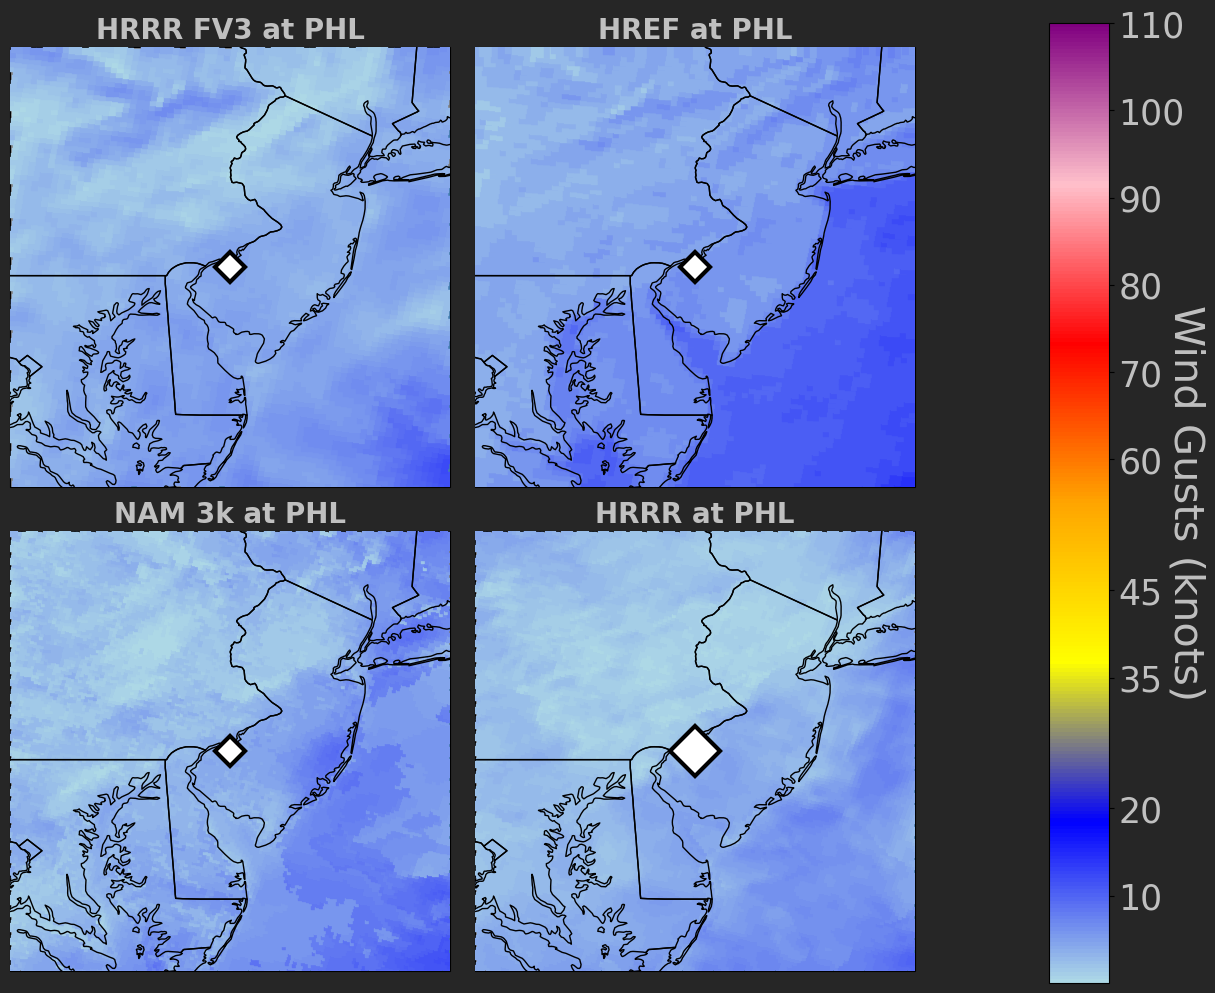 HRRR FV3 at PHL
HREF at PHL
NAM 3k at PHL
HRRR at PHL
110
100
90
80
70
60
45
35
20
10
Wind Gusts (knots)